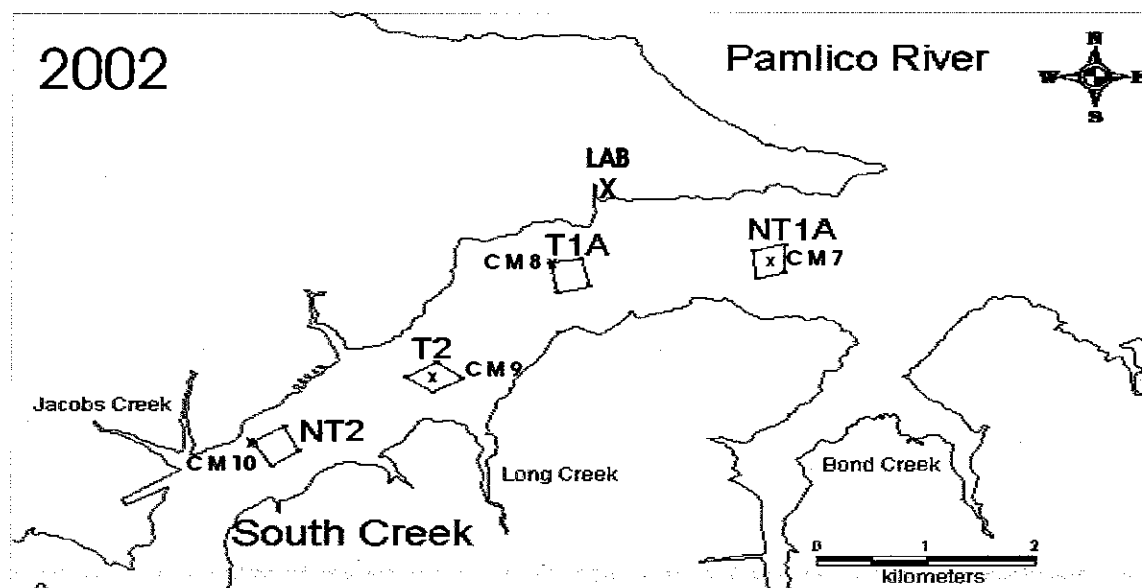 2002
Pamlico River
N
W E
S
LAB
X
T1A
NT1A
CM8
x CM7
T2
x CM9
Jacobs Creek
NT2
CM10
Long Creek
Bond Creek
South Creek
0 1 2
kilometers